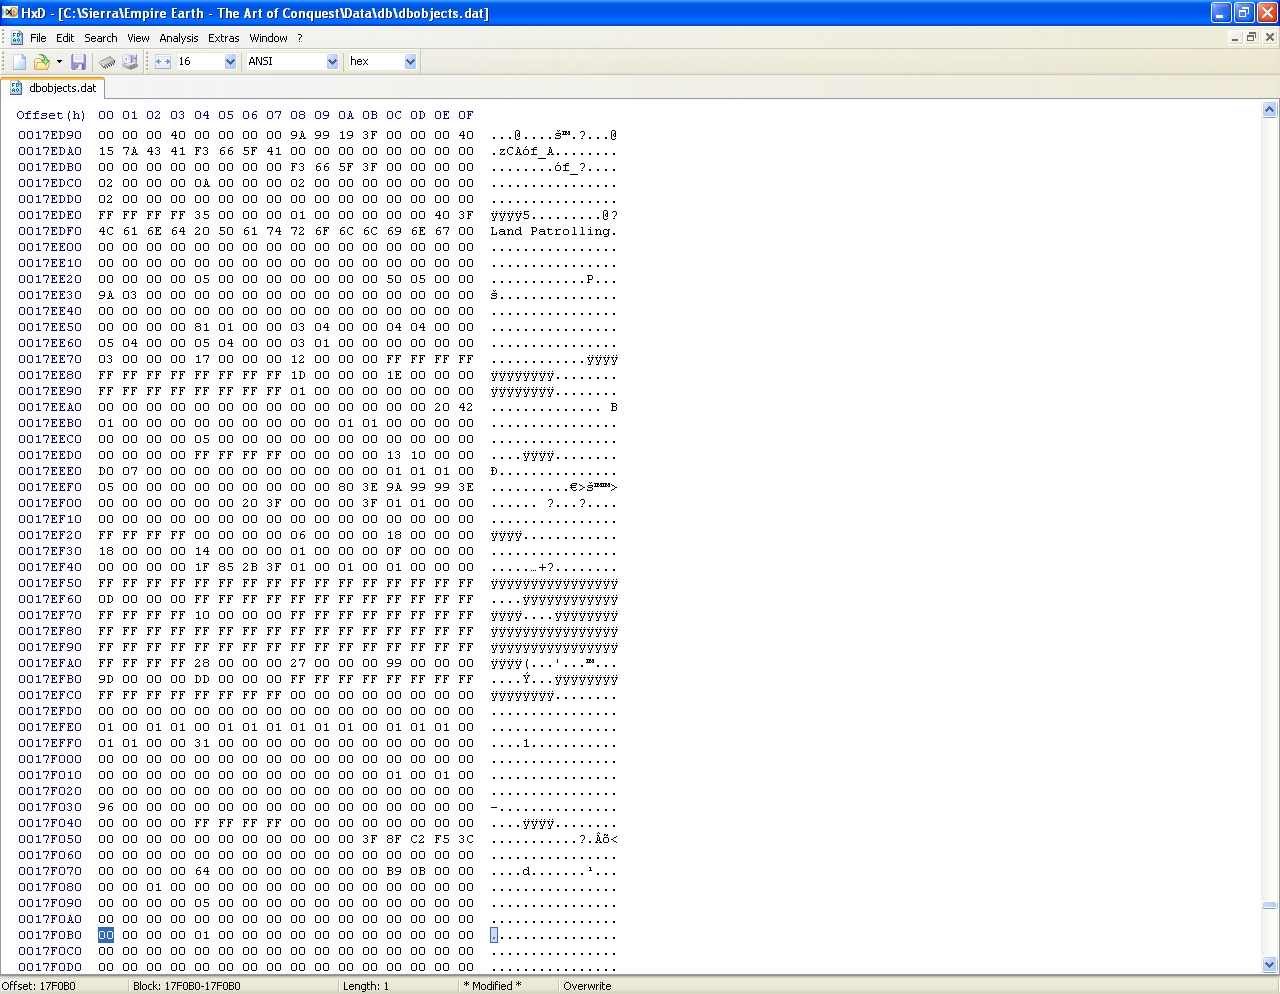 HxD - [C:\Sierra\Empire Earth - The Art of Conquest\Data\db\dbobjects.dat]
File Edit Search View Analysis Extras Window ?
16 ANSI hex
dbobjects.dat
Offset(h) 00 01 02 03 04 05 06 07 08 09 0A 0B 0C 0D 0E 0F
0017ED90 00 00 00 40 00 00 00 00 9A 99 19 3F 00 00 00 40 ...@....š™.?...@
0017EDA0 15 7A 43 41 F3 66 5F 41 00 00 00 00 00 00 00 00 .zCAóf_A........
0017EDB0 00 00 00 00 00 00 00 00 F3 66 5F 3F 00 00 00 00 ........óf_?....
0017EDC0 02 00 00 00 0A 00 00 00 02 00 00 00 00 00 00 00 ................
0017EDD0 02 00 00 00 00 00 00 00 00 00 00 00 00 00 00 00 ................
0017EDE0 FF FF FF FF 35 00 00 00 01 00 00 00 00 00 40 3F ÿÿÿÿ5.........@?
0017EDF0 4C 61 6E 64 20 50 61 74 72 6F 6C 6C 69 6E 67 00 Land Patrolling.
0017EE00 00 00 00 00 00 00 00 00 00 00 00 00 00 00 00 00 ................
0017EE10 00 00 00 00 00 00 00 00 00 00 00 00 00 00 00 00 ................
0017EE20 00 00 00 00 05 00 00 00 00 00 00 00 50 05 00 00 ............P...
0017EE30 9A 03 00 00 00 00 00 00 00 00 00 00 00 00 00 00 š...............
0017EE40 00 00 00 00 00 00 00 00 00 00 00 00 00 00 00 00 ................
0017EE50 00 00 00 00 81 01 00 00 03 04 00 00 04 04 00 00 ................
0017EE60 05 04 00 00 05 04 00 00 03 01 00 00 00 00 00 00 ................
0017EE70 03 00 00 00 17 00 00 00 12 00 00 00 FF FF FF FF ............ÿÿÿÿ
0017EE80 FF FF FF FF FF FF FF FF 1D 00 00 00 1E 00 00 00 ÿÿÿÿÿÿÿÿ........
0017EE90 FF FF FF FF FF FF FF FF 01 00 00 00 00 00 00 00 ÿÿÿÿÿÿÿÿ........
0017EEA0 00 00 00 00 00 00 00 00 00 00 00 00 00 00 20 42 .............. B
0017EEB0 01 00 00 00 00 00 00 00 00 00 01 01 00 00 00 00 ................
0017EEC0 00 00 00 00 05 00 00 00 00 00 00 00 00 00 00 00 ................
0017EED0 00 00 00 00 FF FF FF FF 00 00 00 00 13 10 00 00 ....ÿÿÿÿ........
0017EEE0 D0 07 00 00 00 00 00 00 00 00 00 00 01 01 01 00 Ð...............
0017EEF0 05 00 00 00 00 00 00 00 00 00 80 3E 9A 99 99 3E ..........€>š™™>
0017EF00 00 00 00 00 00 00 20 3F 00 00 00 3F 01 01 00 00 ...... ?...?....
0017EF10 00 00 00 00 00 00 00 00 00 00 00 00 00 00 00 00 ................
0017EF20 FF FF FF FF 00 00 00 00 06 00 00 00 18 00 00 00 ÿÿÿÿ............
0017EF30 18 00 00 00 14 00 00 00 01 00 00 00 0F 00 00 00 ................
0017EF40 00 00 00 00 1F 85 2B 3F 01 00 01 00 01 00 00 00 .....…+?........
0017EF50 FF FF FF FF FF FF FF FF FF FF FF FF FF FF FF FF ÿÿÿÿÿÿÿÿÿÿÿÿÿÿÿÿ
0017EF60 0D 00 00 00 FF FF FF FF FF FF FF FF FF FF FF FF ....ÿÿÿÿÿÿÿÿÿÿÿÿ
0017EF70 FF FF FF FF 10 00 00 00 FF FF FF FF FF FF FF FF ÿÿÿÿ....ÿÿÿÿÿÿÿÿ
0017EF80 FF FF FF FF FF FF FF FF FF FF FF FF FF FF FF FF ÿÿÿÿÿÿÿÿÿÿÿÿÿÿÿÿ
0017EF90 FF FF FF FF FF FF FF FF FF FF FF FF FF FF FF FF ÿÿÿÿÿÿÿÿÿÿÿÿÿÿÿÿ
0017EFA0 FF FF FF FF 28 00 00 00 27 00 00 00 99 00 00 00 ÿÿÿÿ(...'...™...
0017EFB0 9D 00 00 00 DD 00 00 00 FF FF FF FF FF FF FF FF ....Ý...ÿÿÿÿÿÿÿÿ
0017EFC0 FF FF FF FF FF FF FF FF 00 00 00 00 00 00 00 00 ÿÿÿÿÿÿÿÿ........
0017EFD0 00 00 00 00 00 00 00 00 00 00 00 00 00 00 00 00 ................
0017EFE0 01 00 01 01 00 01 01 01 01 01 01 00 01 01 01 00 ................
0017EFF0 01 01 00 00 31 00 00 00 00 00 00 00 00 00 00 00 ....1...........
0017F000 00 00 00 00 00 00 00 00 00 00 00 00 00 00 00 00 ................
0017F010 00 00 00 00 00 00 00 00 00 00 00 00 01 00 01 00 ................
0017F020 00 00 00 00 00 00 00 00 00 00 00 00 00 00 00 00 ................
0017F030 96 00 00 00 00 00 00 00 00 00 00 00 00 00 00 00 –...............
0017F040 00 00 00 00 FF FF FF FF 00 00 00 00 00 00 00 00 ....ÿÿÿÿ........
0017F050 00 00 00 00 00 00 00 00 00 00 00 3F 8F C2 F5 3C ...........?.Âõ<
0017F060 00 00 00 00 00 00 00 00 00 00 00 00 00 00 00 00 ................
0017F070 00 00 00 00 64 00 00 00 00 00 00 00 B9 0B 00 00 ....d.......¹...
0017F080 00 00 01 00 00 00 00 00 00 00 00 00 00 00 00 00 ................
0017F090 00 00 00 00 05 00 00 00 00 00 00 00 00 00 00 00 ................
0017F0A0 00 00 00 00 00 00 00 00 00 00 00 00 00 00 00 00 ................
0017F0B0 00 00 00 00 01 00 00 00 00 00 00 00 00 00 00 00 ................
0017F0C0 00 00 00 00 00 00 00 00 00 00 00 00 00 00 00 00 ................
0017F0D0 00 00 00 00 00 00 00 00 00 00 00 00 00 00 00 00 ................
Offset: 17F0B0 Block: 17F0B0-17F0B0 Length: 1 * Modified * Overwrite